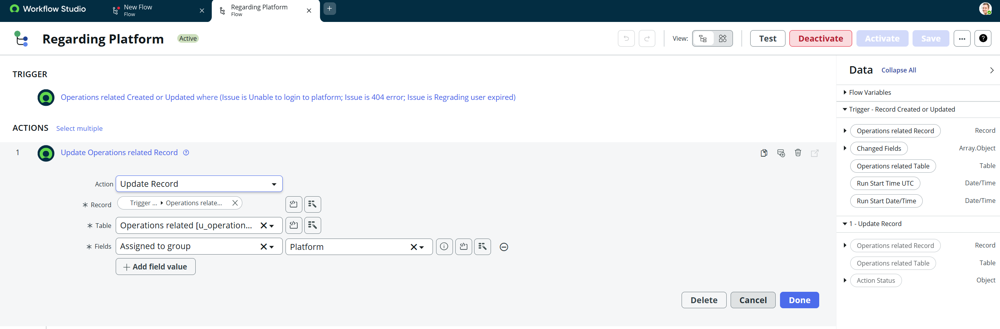 Workflow Studio
New Flow
Flow
Regarding Platform
Flow
Regarding Platform
Active
View:
Test
Deactivate
Activate
Save
TRIGGER
Operations related Created or Updated where (Issue is Unable to login to platform; Issue is 404 error; Issue is Regrading user expired)
ACTIONS
Select multiple
1
Update Operations related Record
Action
Update Record
* Record
Trigger ...
Operations relate...
* Table
Operations related [u_operation...
* Fields
Assigned to group
Platform
+ Add field value
Delete
Cancel
Done
Data
Collapse All
Flow Variables
Trigger - Record Created or Updated
Operations related Record
Record
Changed Fields
Array.Object
Operations related Table
Table
Run Start Time UTC
Date/Time
Run Start Date/Time
Date/Time
1 - Update Record
Operations related Record
Record
Operations related Table
Table
Action Status
Object